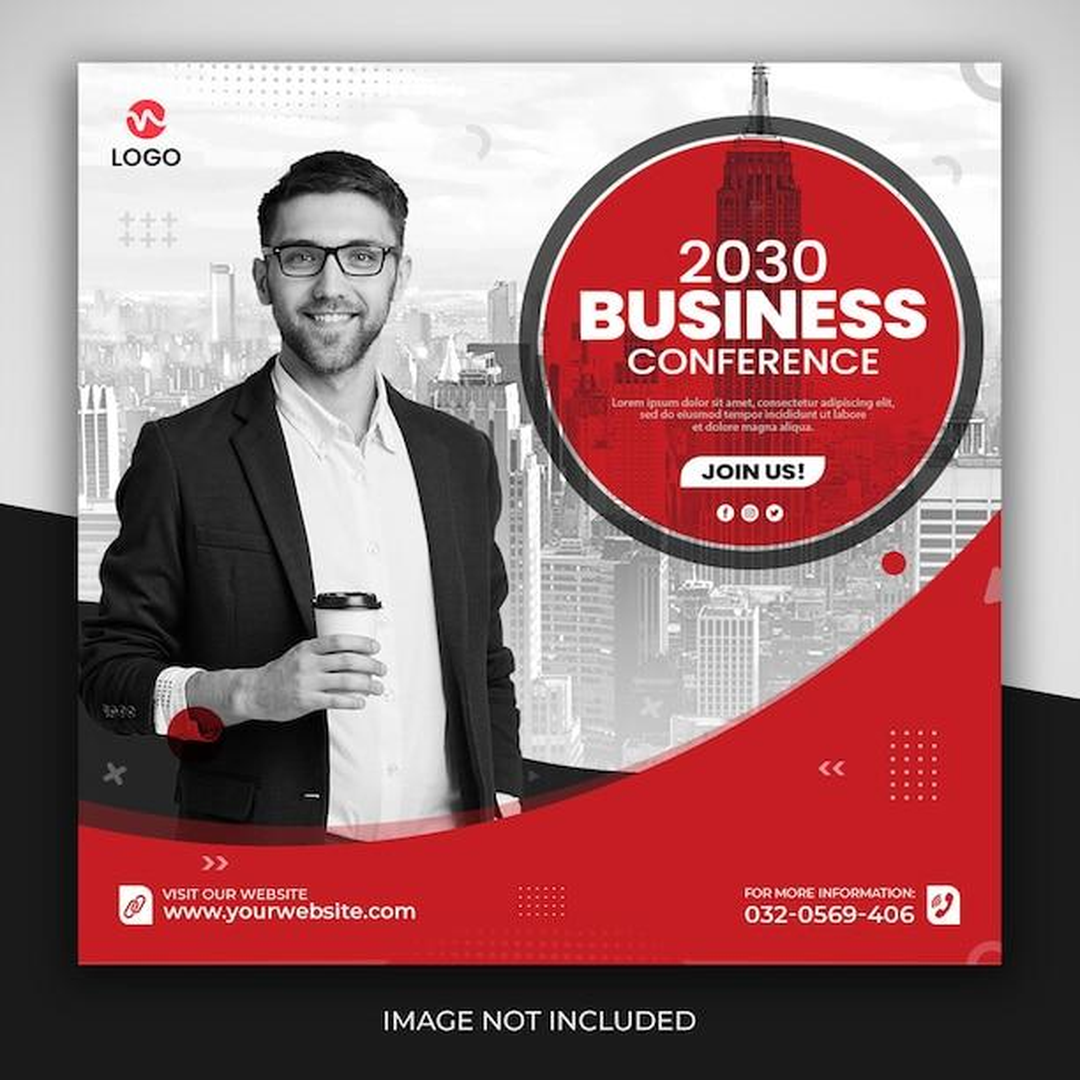 LOGO
2030
BUSINESS
CONFERENCE
Lorem ipsum dolor sit amet, consectetur adipiscing elit,
sed do eiusmod tempor incididunt ut labore
et dolore magna aliqua.
JOIN US!
VISIT OUR WEBSITE
www.yourwebsite.com
FOR MORE INFORMATION:
032-0569-406
IMAGE NOT INCLUDED